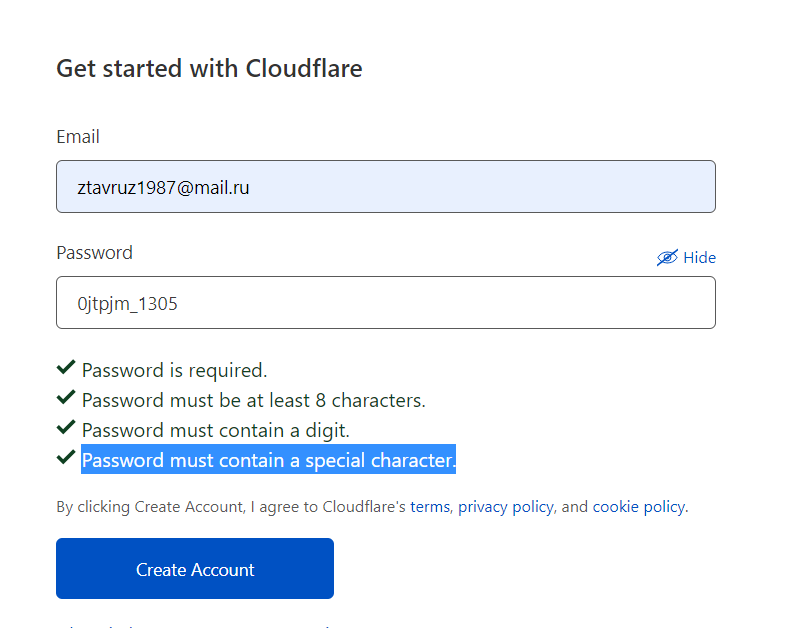 Get started with Cloudflare
Email
ztavruz1987@mail.ru
Password
Hide
0jtpjm_1305
Password is required.
Password must be at least 8 characters.
Password must contain a digit.
Password must contain a special character.
By clicking Create Account, I agree to Cloudflare's terms, privacy policy, and cookie policy.
Create Account